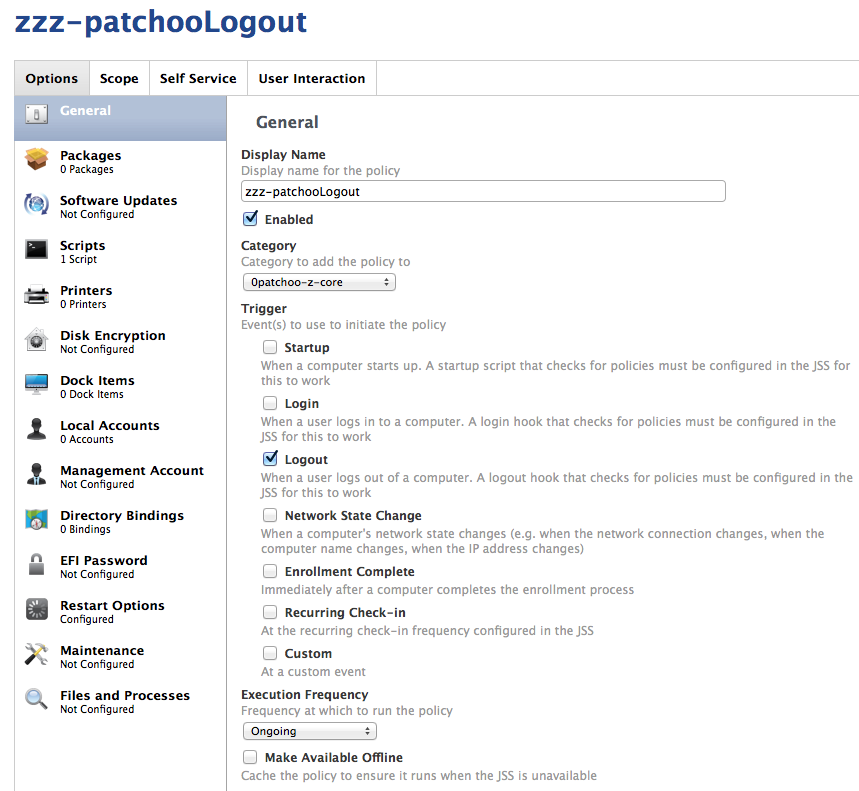 zzz-patchooLogout
Options
Scope
Self Service
User Interaction
General
Packages
0 Packages
Software Updates
Not Configured
Scripts
1 Script
Printers
0 Printers
Disk Encryption
Not Configured
Dock Items
0 Dock Items
Local Accounts
0 Accounts
Management Account
Not Configured
Directory Bindings
0 Bindings
EFI Password
Not Configured
Restart Options
Configured
Maintenance
Not Configured
Files and Processes
Not Configured
General
Display Name
Display name for the policy
zzz-patchooLogout
Enabled
Category
Category to add the policy to
0patchoo-z-core
Trigger
Event(s) to use to initiate the policy
Startup
When a computer starts up. A startup script that checks for policies must be configured in the JSS for
this to work
Login
When a user logs in to a computer. A login hook that checks for policies must be configured in the
JSS for this to work
Logout
When a user logs out of a computer. A logout hook that checks for policies must be configured in the
JSS for this to work
Network State Change
When a computer's network state changes (e.g. when the network connection changes, when the
computer name changes, when the IP address changes)
Enrollment Complete
Immediately after a computer completes the enrollment process
Recurring Check-in
At the recurring check-in frequency configured in the JSS
Custom
At a custom event
Execution Frequency
Frequency at which to run the policy
Ongoing
Make Available Offline
Cache the policy to ensure it runs when the JSS is unavailable